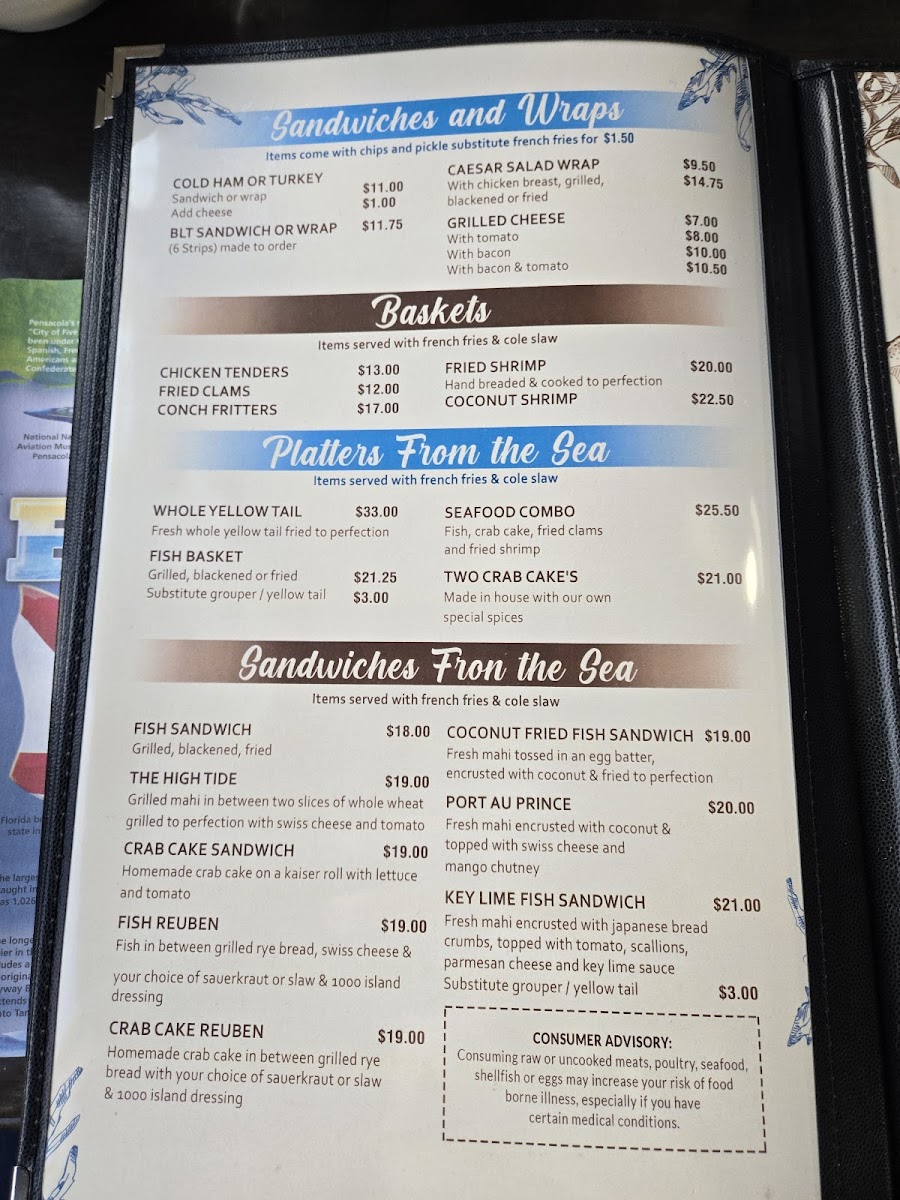 Sandwiches and Wraps
Items come with chips and pickle substitute french fries for $1.50
COLD HAM OR TURKEY
Sandwich or wrap $11.00
Add cheese $1.00
BLT SANDWICH OR WRAP $11.75
(6 Strips) made to order
CAESAR SALAD WRAP $9.50
With chicken breast, grilled, $14.75
blackened or fried
GRILLED CHEESE $7.00
With tomato $8.00
With bacon $10.00
With bacon & tomato $10.50
Baskets
Items served with french fries & cole slaw
CHICKEN TENDERS $13.00
FRIED CLAMS $12.00
CONCH FRITTERS $17.00
FRIED SHRIMP $20.00
Hand breaded & cooked to perfection
COCONUT SHRIMP $22.50
Platters From the Sea
Items served with french fries & cole slaw
WHOLE YELLOW TAIL $33.00
Fresh whole yellow tail fried to perfection
FISH BASKET
Grilled, blackened or fried $21.25
Substitute grouper / yellow tail $3.00
SEAFOOD COMBO $25.50
Fish, crab cake, fried clams
and fried shrimp
TWO CRAB CAKE'S $21.00
Made in house with our own
special spices
Sandwiches Fron the Sea
Items served with french fries & cole slaw
FISH SANDWICH $18.00
Grilled, blackened, fried
THE HIGH TIDE $19.00
Grilled mahi in between two slices of whole wheat
grilled to perfection with swiss cheese and tomato
CRAB CAKE SANDWICH $19.00
Homemade crab cake on a kaiser roll with lettuce
and tomato
FISH REUBEN $19.00
Fish in between grilled rye bread, swiss cheese &
your choice of sauerkraut or slaw & 1000 island
dressing
CRAB CAKE REUBEN $19.00
Homemade crab cake in between grilled rye
bread with your choice of sauerkraut or slaw
& 1000 island dressing
COCONUT FRIED FISH SANDWICH $19.00
Fresh mahi tossed in an egg batter,
encrusted with coconut & fried to perfection
PORT AU PRINCE $20.00
Fresh mahi encrusted with coconut &
topped with swiss cheese and
mango chutney
KEY LIME FISH SANDWICH $21.00
Fresh mahi encrusted with japanese bread
crumbs, topped with tomato, scallions,
parmesan cheese and key lime sauce
Substitute grouper / yellow tail $3.00
CONSUMER ADVISORY:
Consuming raw or uncooked meats, poultry, seafood,
shellfish or eggs may increase your risk of food
borne illness, especially if you have
certain medical conditions.
Pensacola's
"City of Five
been under
Spanish,
Americans
Confederate
National
Aviation
Pensacola
Florida
state in